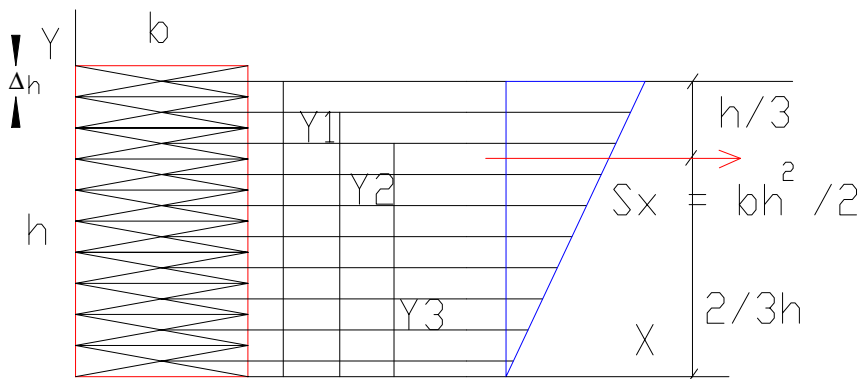 b
Y
Δh
h/3
Y1
Y2
Sx = bh² /2
h
Y3
2/3h
X